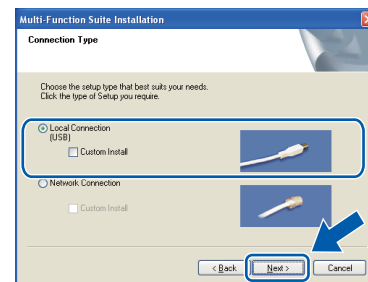 Multi-Function Suite Installation
Connection Type
Choose the setup type that best suits your needs.
Click the type of Setup you require.
Local Connection
(USB)
Custom Install
Network Connection
Custom Install
< Back
Next >
Cancel